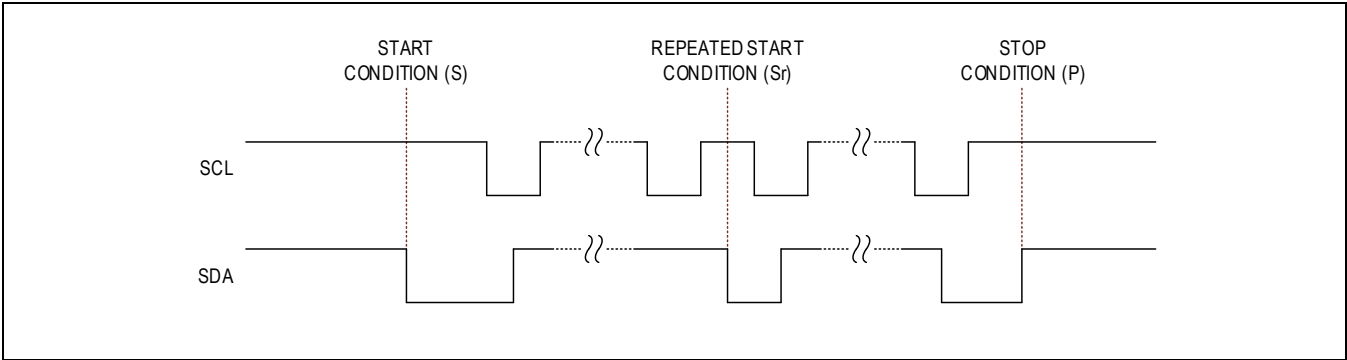 START
CONDITION (S)
REPEATED START
CONDITION (Sr)
STOP
CONDITION (P)
SCL
SDA